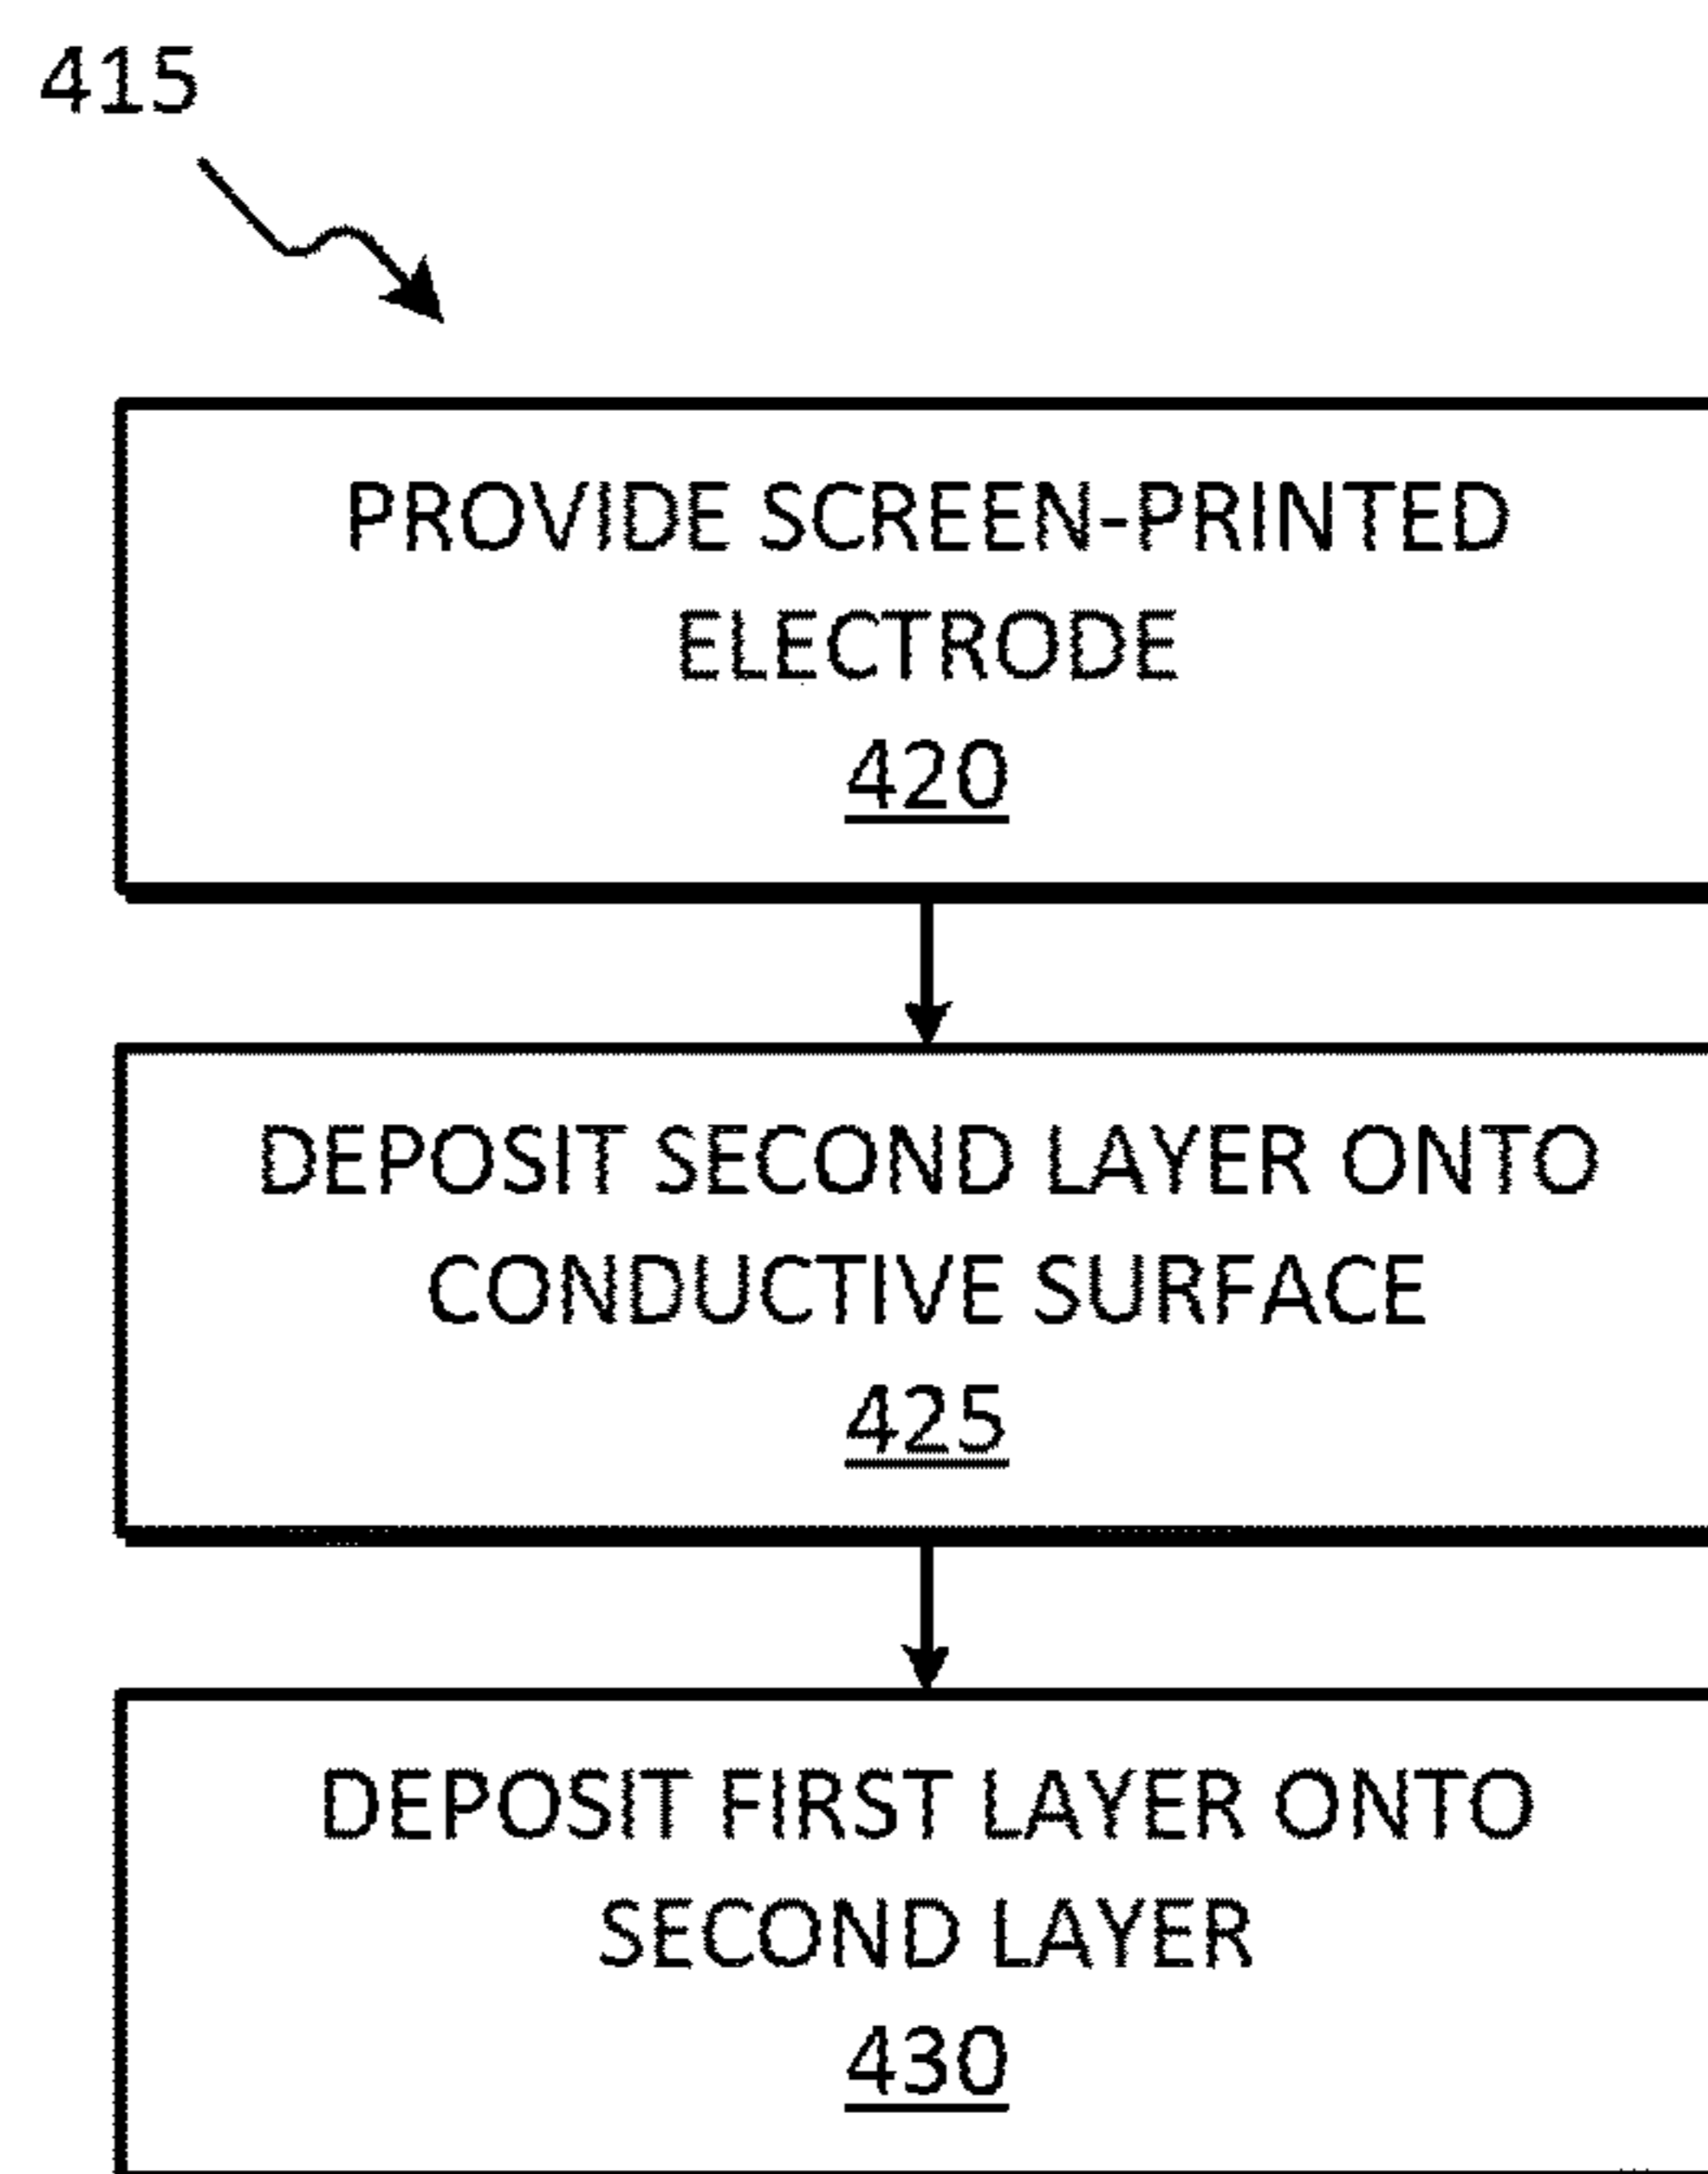 415
PROVIDE SCREEN-PRINTED
ELECTRODE
420
DEPOSIT SECOND LAYER ONTO
CONDUCTIVE SURFACE
425
DEPOSIT FIRST LAYER ONTO
SECOND LAYER
430